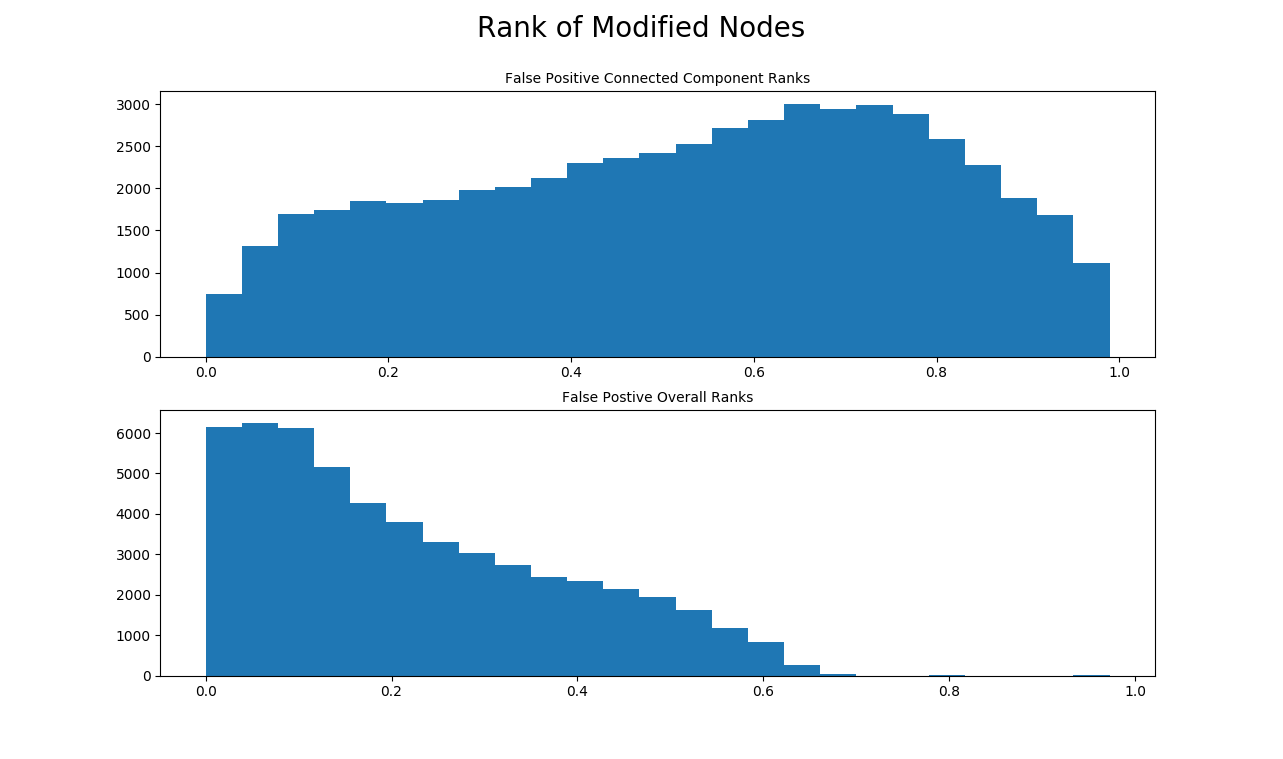 Rank of Modified Nodes
False Positive Connected Component Ranks
3000
2500
2000
1500
1000
500
0
0.0 0.2 0.4 0.6 0.8 1.0
False Postive Overall Ranks
6000
5000
4000
3000
2000
1000
0
0.0 0.2 0.4 0.6 0.8 1.0